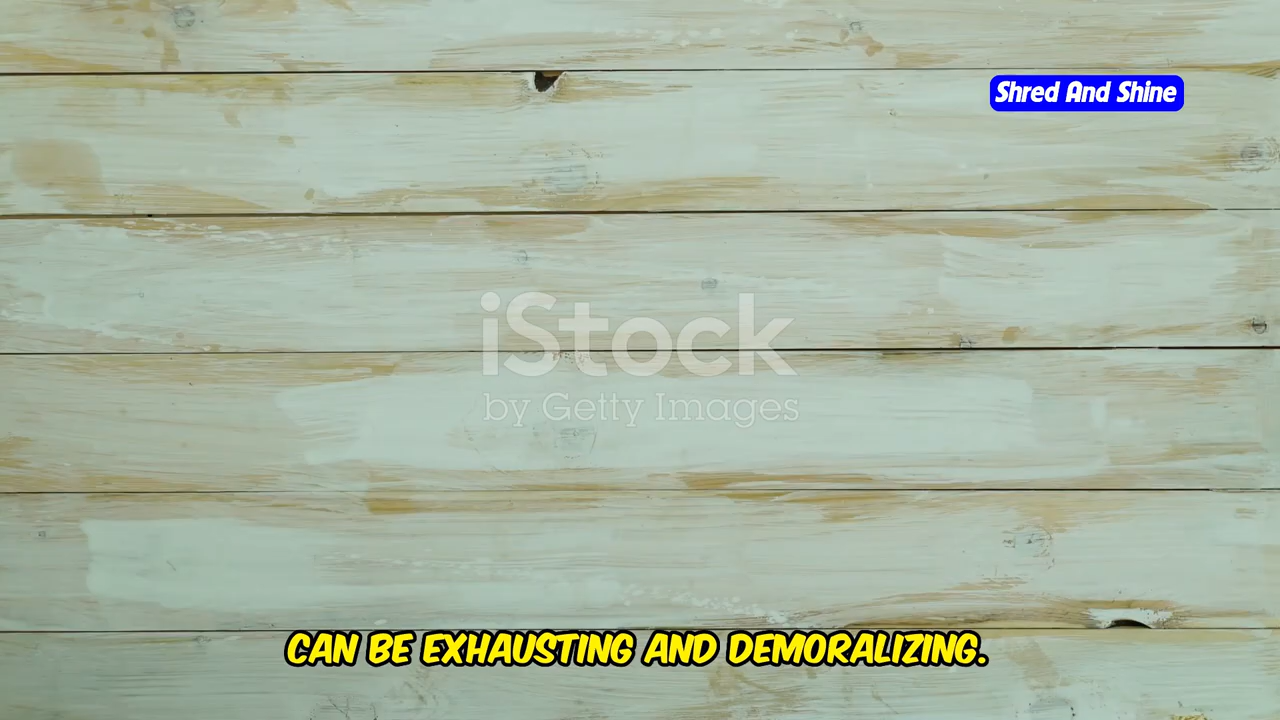 Shred And Shine
iStock
by Getty Images
CAN BE EXHAUSTING AND DEMORALIZING.